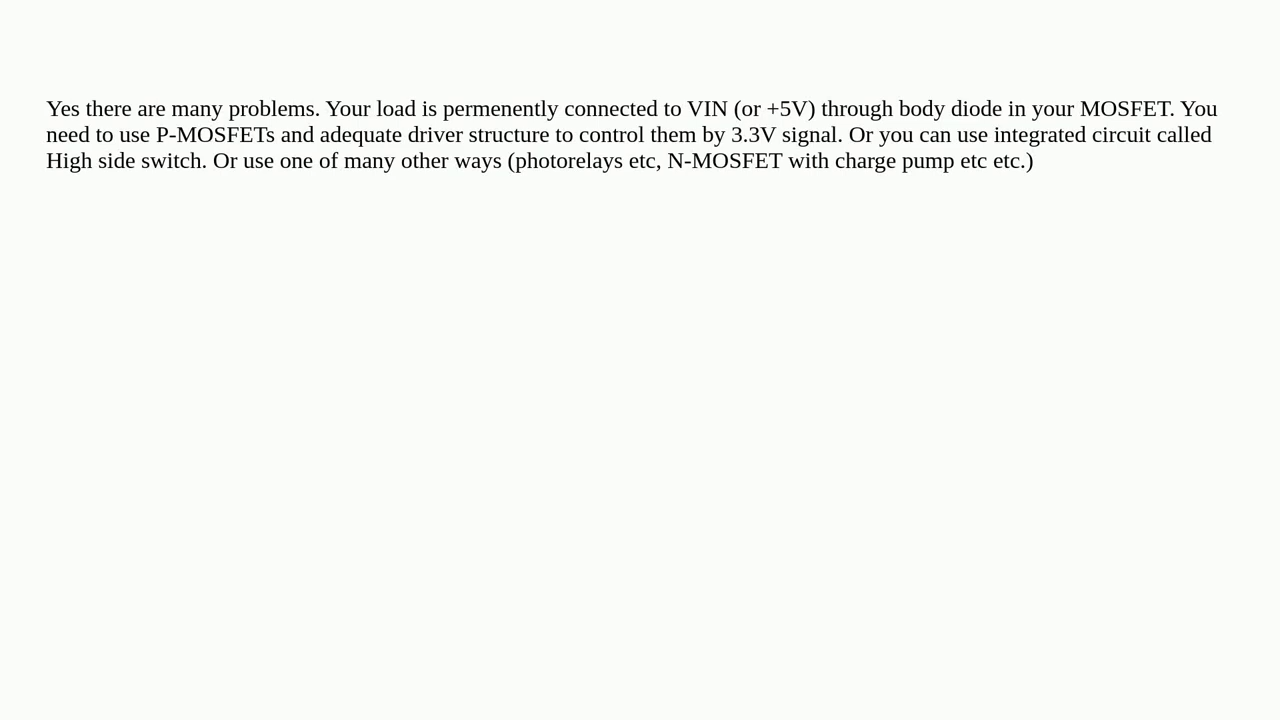 Yes there are many problems. Your load is permenently connected to VIN (or +5V) through body diode in your MOSFET. You
need to use P-MOSFETs and adequate driver structure to control them by 3.3V signal. Or you can use integrated circuit called
High side switch. Or use one of many other ways (photorelays etc, N-MOSFET with charge pump etc etc.)